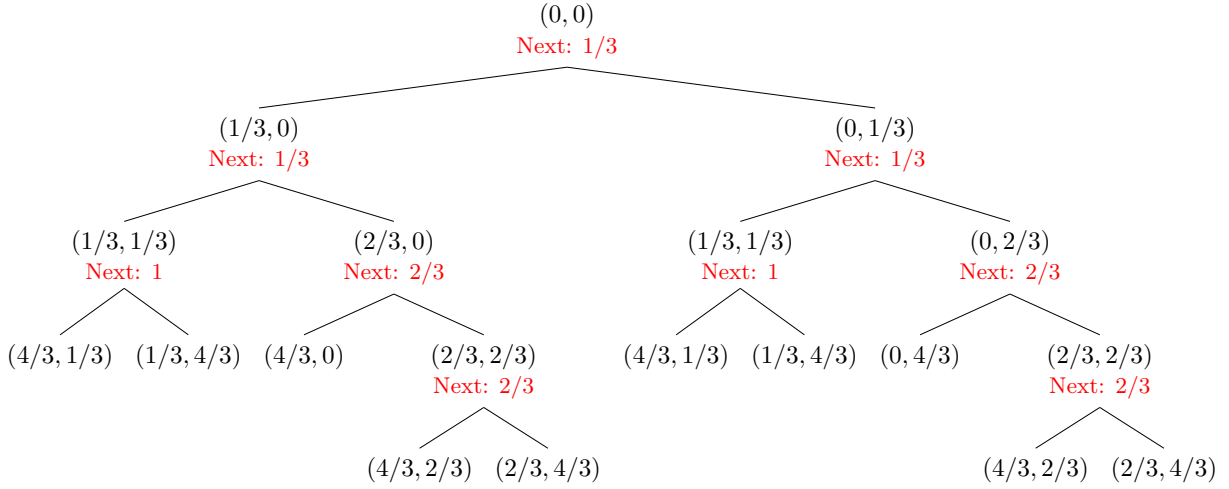 (0, 0)
Next: 1/3
(1/3, 0) (0, 1/3)
Next: 1/3 Next: 1/3
(1/3, 1/3) (2/3, 0) (1/3, 1/3) (0, 2/3)
Next: 1 Next: 2/3 Next: 1 Next: 2/3
(4/3, 1/3) (1/3, 4/3) (4/3, 0) (2/3, 2/3) (4/3, 1/3) (1/3, 4/3) (0, 4/3) (2/3, 2/3)
Next: 2/3 Next: 2/3
(4/3, 2/3) (2/3, 4/3) (4/3, 2/3) (2/3, 4/3)